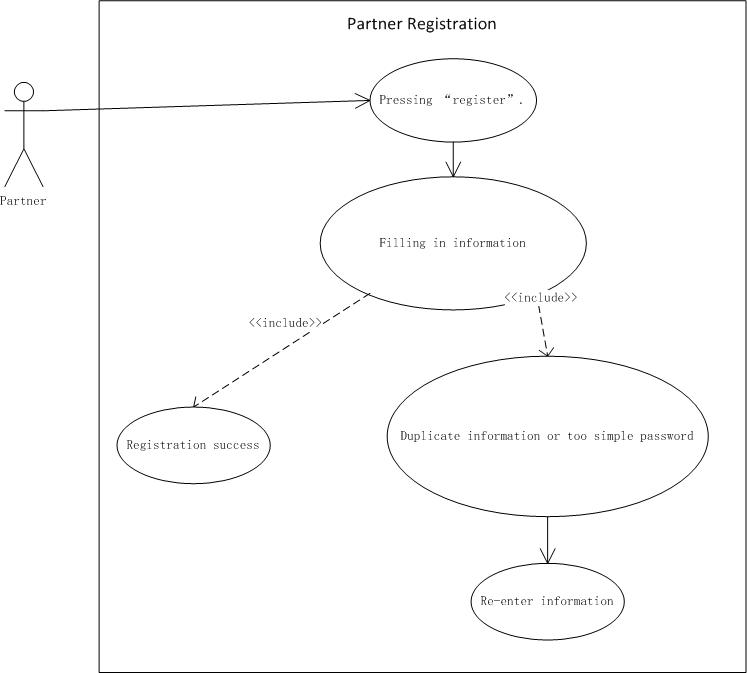 Partner Registration
Pressing “register”.
Partner
Filling in information
<<include>>
<<include>>
Registration success
Duplicate information or too simple password
Re-enter information